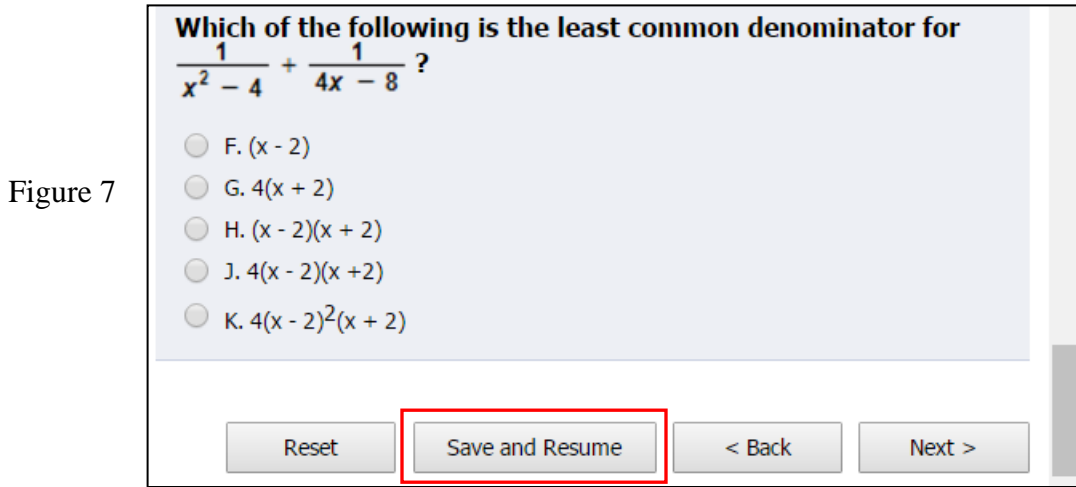 Which of the following is the least common denominator for
1/(x² - 4) + 1/(4x - 8) ?
F. (x - 2)
G. 4(x + 2)
H. (x - 2)(x + 2)
J. 4(x - 2)(x +2)
K. 4(x - 2)²(x + 2)
Figure 7
Reset
Save and Resume
< Back
Next >